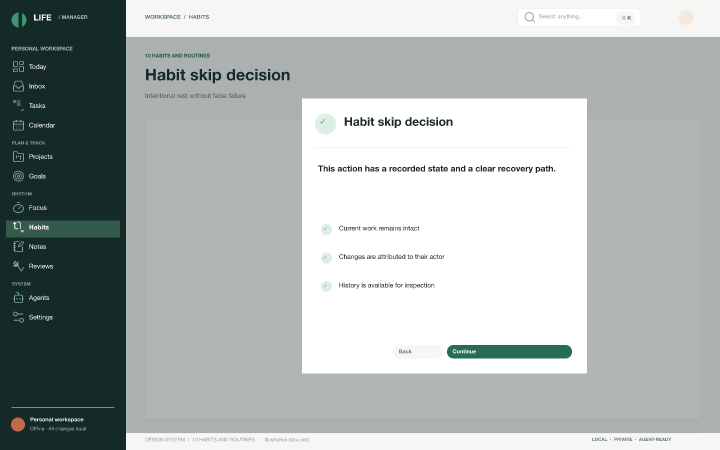 LIFE / MANAGER
PERSONAL WORKSPACE
Today
Inbox
Tasks
Calendar
PLAN & TRACK
Projects
Goals
RHYTHM
Focus
Habits
Notes
Reviews
SYSTEM
Agents
Settings
Personal workspace
Offline · All changes local
WORKSPACE / HABITS
Search anything...
⌘ K
10 HABITS AND ROUTINES
Habit skip decision
Intentional rest without false failure
Habit skip decision
This action has a recorded state and a clear recovery path.
Current work remains intact
Changes are attributed to their actor
History is available for inspection
Back
Continue
DESIGN SYSTEM / 10 HABITS AND ROUTINES · Illustrative data only
LOCAL · PRIVATE · AGENT-READY